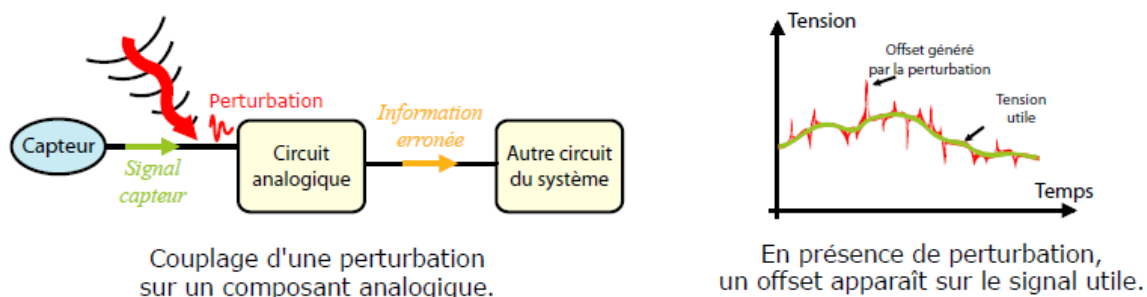 Perturbation
Capteur
Signal
capteur
Circuit
analogique
Information
erronée
Autre circuit
du système
Couplage d'une perturbation
sur un composant analogique.
Tension
Offset généré
par la perturbation
Tension
utile
Temps
En présence de perturbation,
un offset apparaît sur le signal utile.